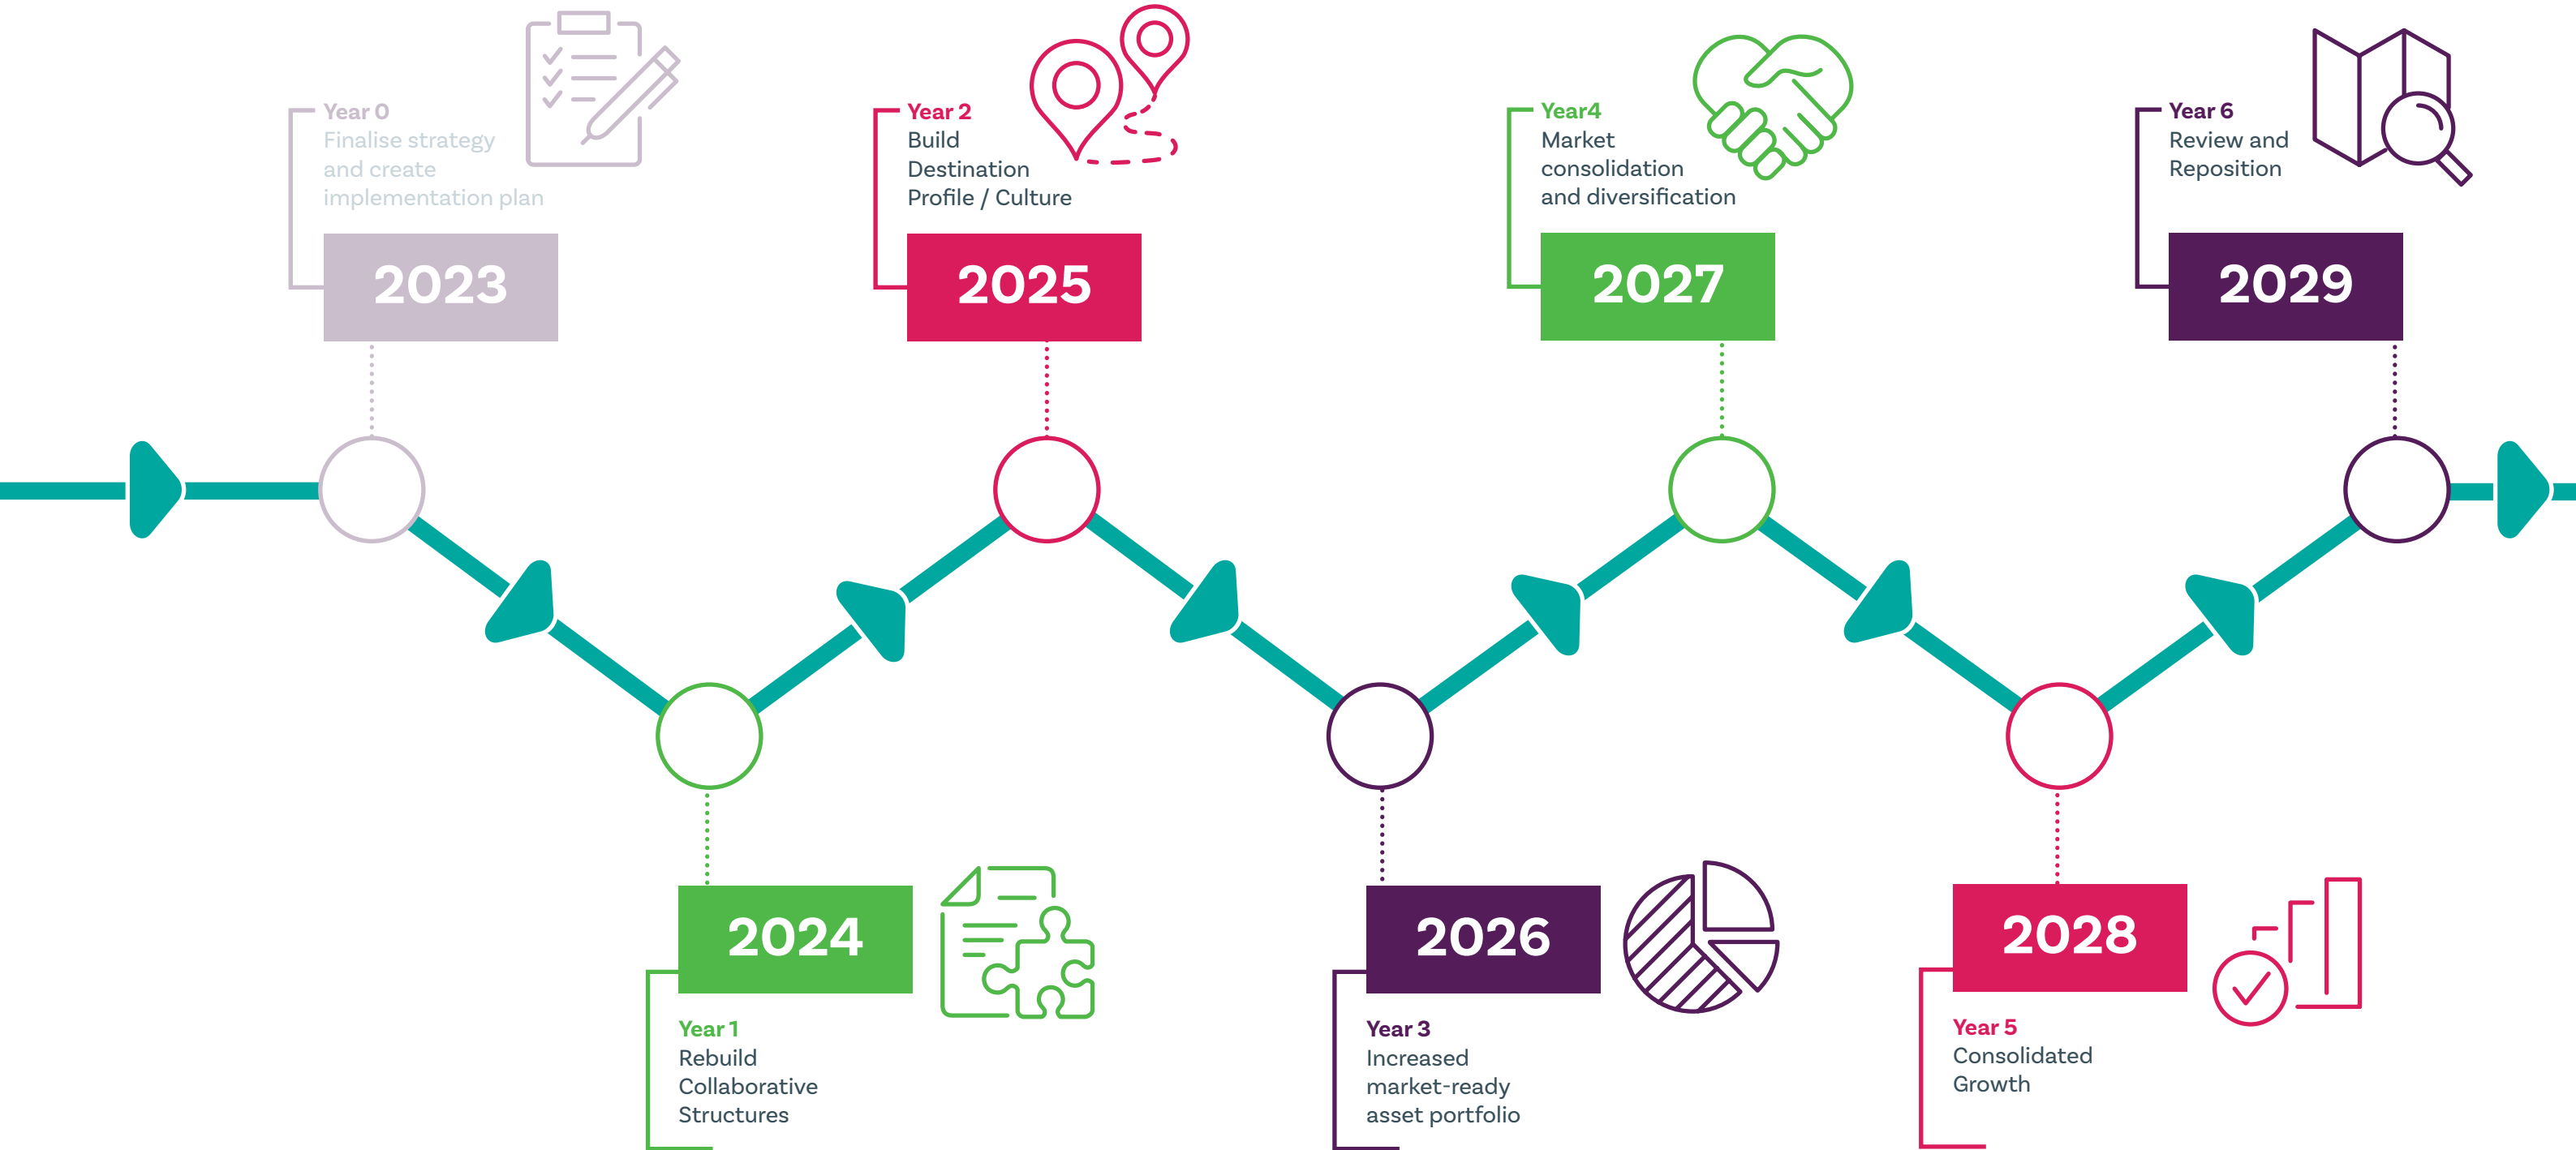 Year 0
Finalise strategy
and create
implementation plan
2023
2024
Year 1
Rebuild
Collaborative
Structures
Year 2
Build
Destination
Profile / Culture
2025
2026
Year 3
Increased
market-ready
asset portfolio
Year4
Market
consolidation
and diversification
2027
2028
Year 5
Consolidated
Growth
Year 6
Review and
Reposition
2029